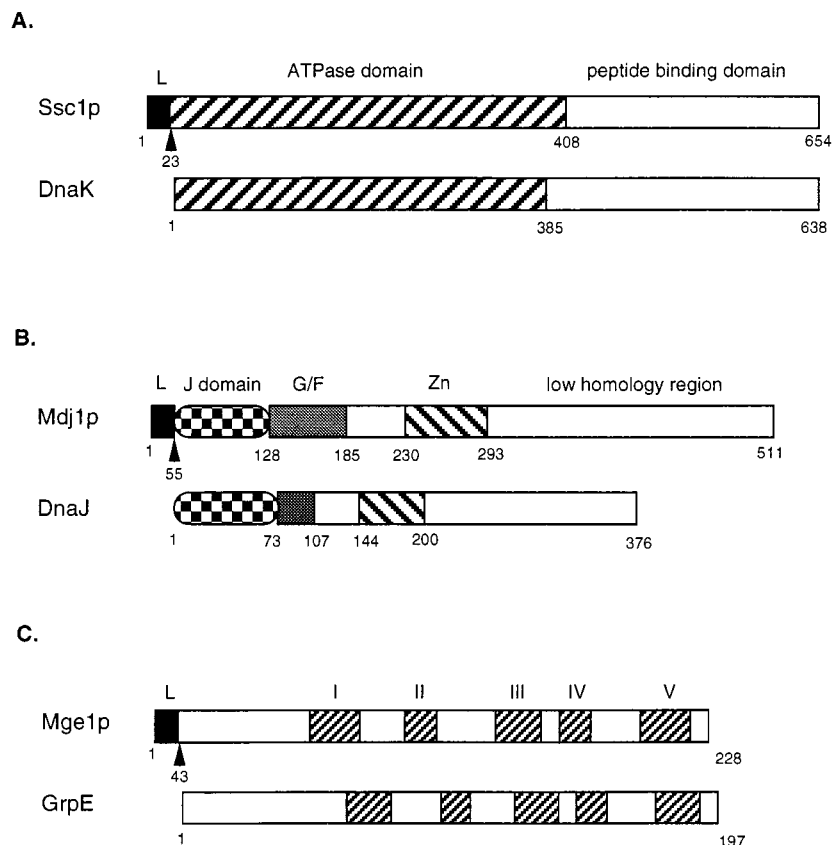 A.
L ATPase domain peptide binding domain
Ssc1p
1 23 408 654
DnaK
1 385 638
B.
L J domain G/F Zn low homology region
Mdj1p
1 55 128 185 230 293 511
DnaJ
1 73 107 144 200 376
C.
L I II III IV V
Mge1p
1 43 228
GrpE
1 197